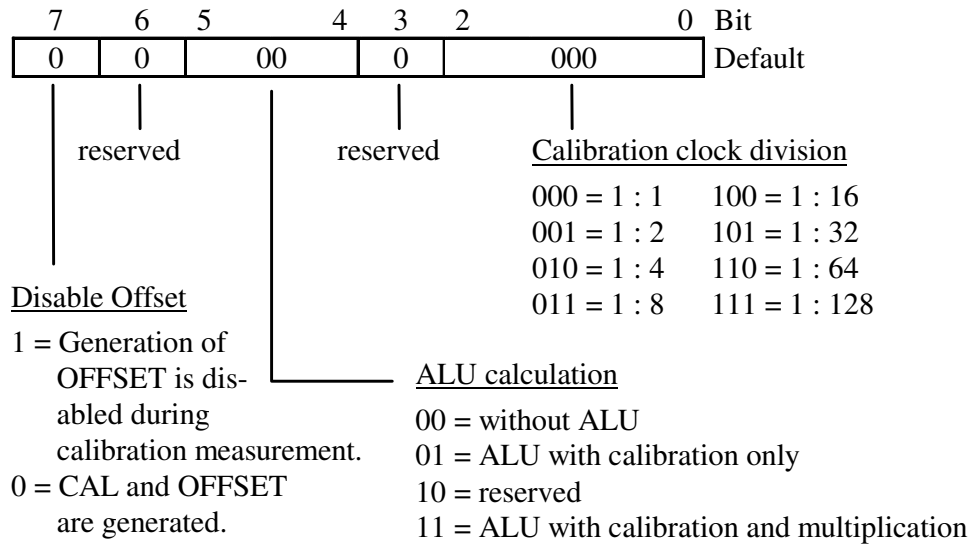 7 6 5 4 3 2 0 Bit
0 0 00 0 000 Default
reserved reserved Calibration clock division
000 = 1 : 1 100 = 1 : 16
001 = 1 : 2 101 = 1 : 32
010 = 1 : 4 110 = 1 : 64
011 = 1 : 8 111 = 1 : 128
Disable Offset
1 = Generation of
OFFSET is dis-
abled during
calibration measurement.
0 = CAL and OFFSET
are generated.
ALU calculation
00 = without ALU
01 = ALU with calibration only
10 = reserved
11 = ALU with calibration and multiplication